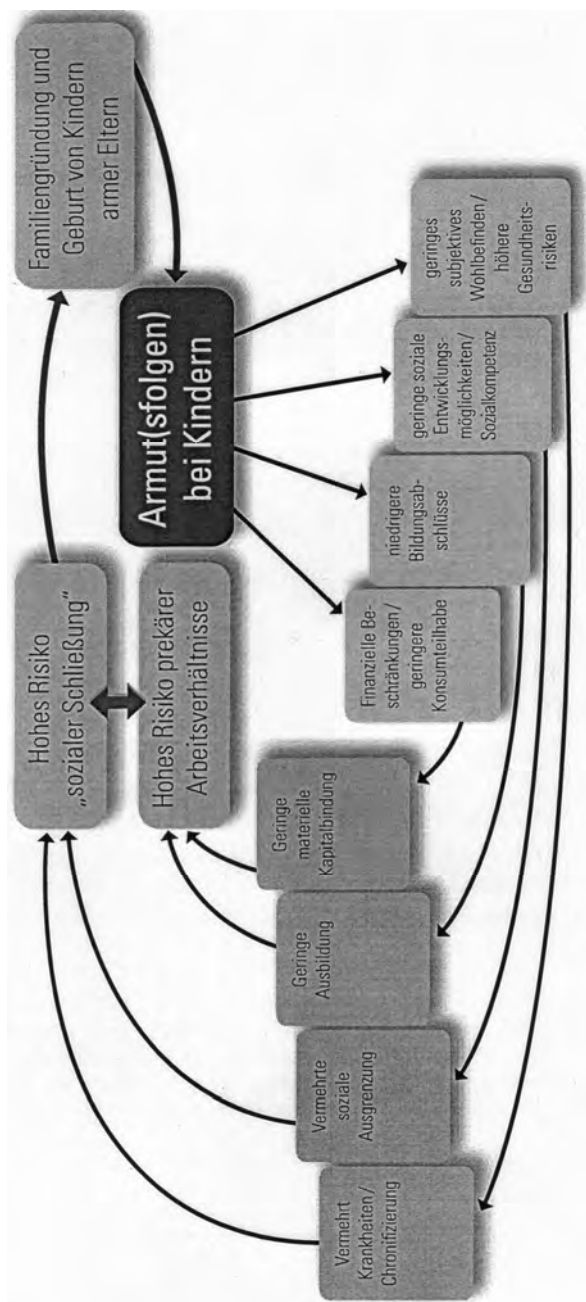 Familiengründung und
Geburt von Kindern
armer Eltern
Armut(sfolgen)
bei Kindern
Hohes Risiko
„sozialer Schließung“
Hohes Risiko prekärer
Arbeitsverhältnisse
Finanzielle Be-
schränkungen/
geringere
Konsumteilhabe
niedrigere
Bildungsab-
schlüsse
geringe soziale
Entwicklungs-
möglichkeiten/
Sozialkompetenz
geringes
subjektives
Wohlbefinden/
höhere
Gesundheits-
risiken
Geringe
materielle
Kapitalbindung
Geringe
Ausbildung
Vermehrte
soziale
Ausgrenzung
Vermehrt
Krankheiten/
Chronifizierung